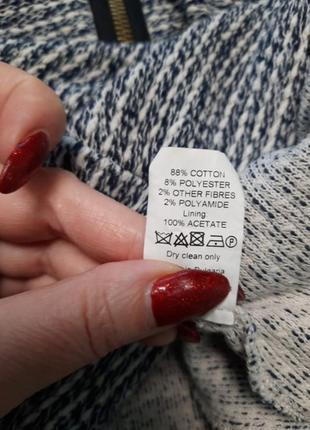 88% COTTON
8% POLYESTER
2% OTHER FIBRES
2% POLYAMIDE
Lining
100% ACETATE
P
Dry clean only